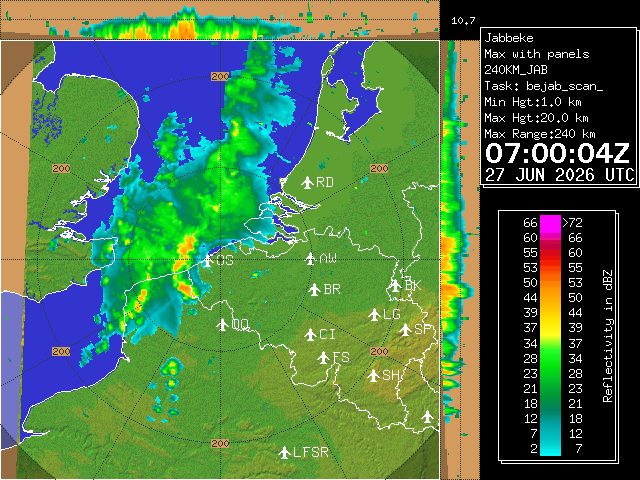 10.7
Jabbeke
Max with panels
240KM_JAB
Task: bejab_scan_
Min Hgt:1.0 km
Max Hgt:20.0 km
Max Range:240 km
07:00:04Z
27 JUN 2026 UTC
200
200
200
RD
OS
AW
BR
BK
LG
QO
CI
SP
200
FS
200
SH
200
LFSR
66 >72
60 66
55 60
53 55
50 53
44 50
39 44
37 39
34 37
28 34
23 28
21 23
18 21
12 18
7 12
2 7
Reflectivity in dBZ